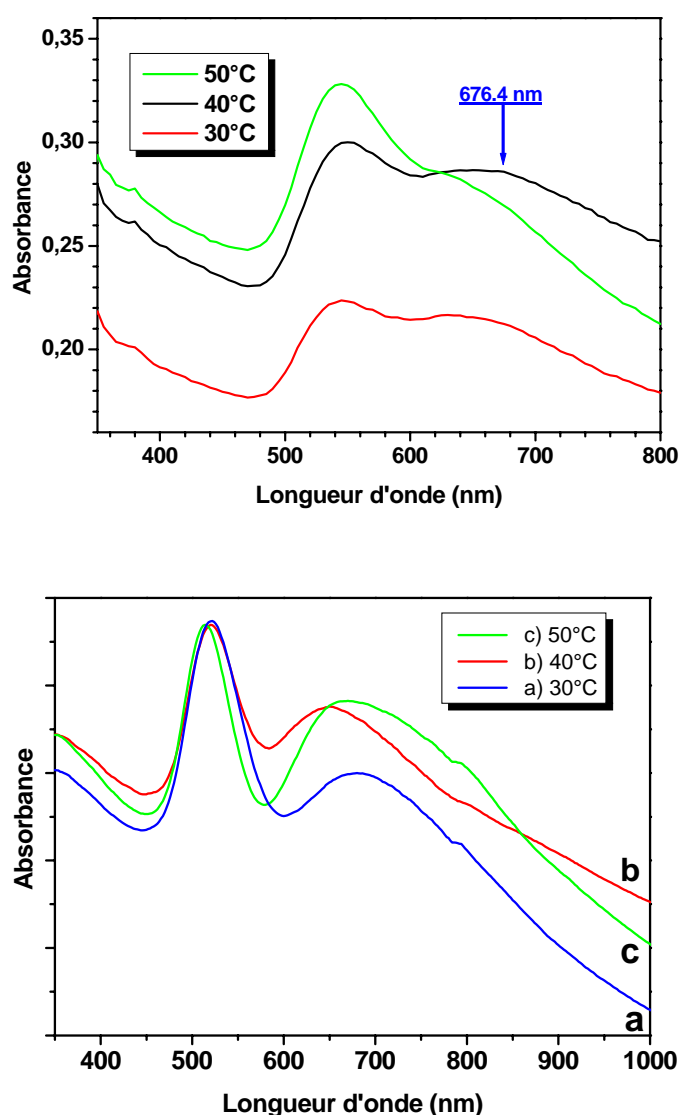 0,35
0,30
0,25
0,20
Absorbance
50°C
40°C
30°C
676.4 nm
400 500 600 700 800
Longueur d'onde (nm)
Absorbance
c) 50°C
b) 40°C
a) 30°C
b
c
a
400 500 600 700 800 900 1000
Longueur d'onde (nm)